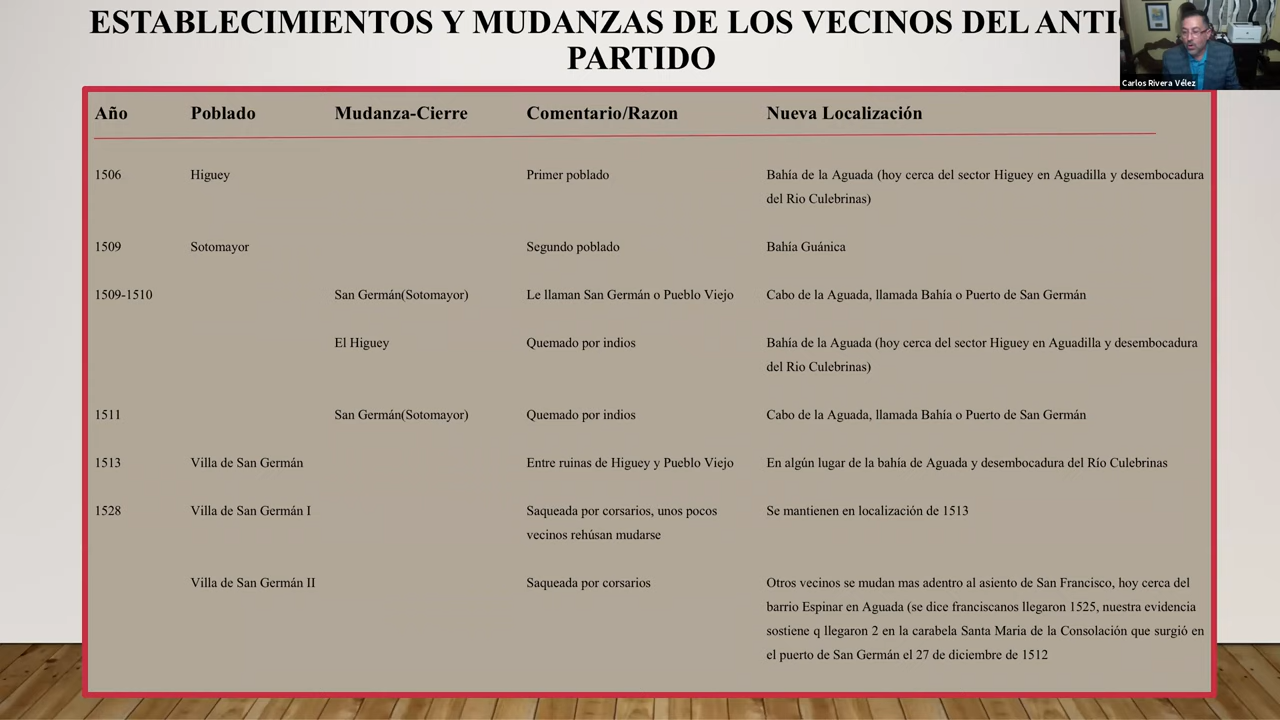 ESTABLECIMIENTOS Y MUDANZAS DE LOS VECINOS DEL
PARTIDO
Carlos Rivera Vélez
Año Poblado Mudanza-Cierre Comentario/Razon Nueva Localización
1506 Higuey Primer poblado Bahía de la Aguada (hoy cerca del sector Higuey en Aguadilla y desembocadura
del Rio Culebrinas)
1509 Sotomayor Segundo poblado Bahía Guánica
1509-1510 San Germán(Sotomayor) Le llaman San Germán o Pueblo Viejo Cabo de la Aguada, llamada Bahía o Puerto de San Germán
El Higuey Quemado por indios Bahía de la Aguada (hoy cerca del sector Higuey en Aguadilla y desembocadura
del Rio Culebrinas)
1511 San Germán(Sotomayor) Quemado por indios Cabo de la Aguada, llamada Bahía o Puerto de San Germán
1513 Villa de San Germán Entre ruinas de Higuey y Pueblo Viejo En algún lugar de la bahía de Aguada y desembocadura del Río Culebrinas
1528 Villa de San Germán I Saqueada por corsarios, unos pocos Se mantienen en localización de 1513
vecinos rehúsan mudarse
Villa de San Germán II Saqueada por corsarios Otros vecinos se mudan mas adentro al asiento de San Francisco, hoy cerca del
barrio Espinar en Aguada (se dice franciscanos llegaron 1525, nuestra evidencia
sostiene q llegaron 2 en la carabela Santa Maria de la Consolación que surgió en
el puerto de San Germán el 27 de diciembre de 1512